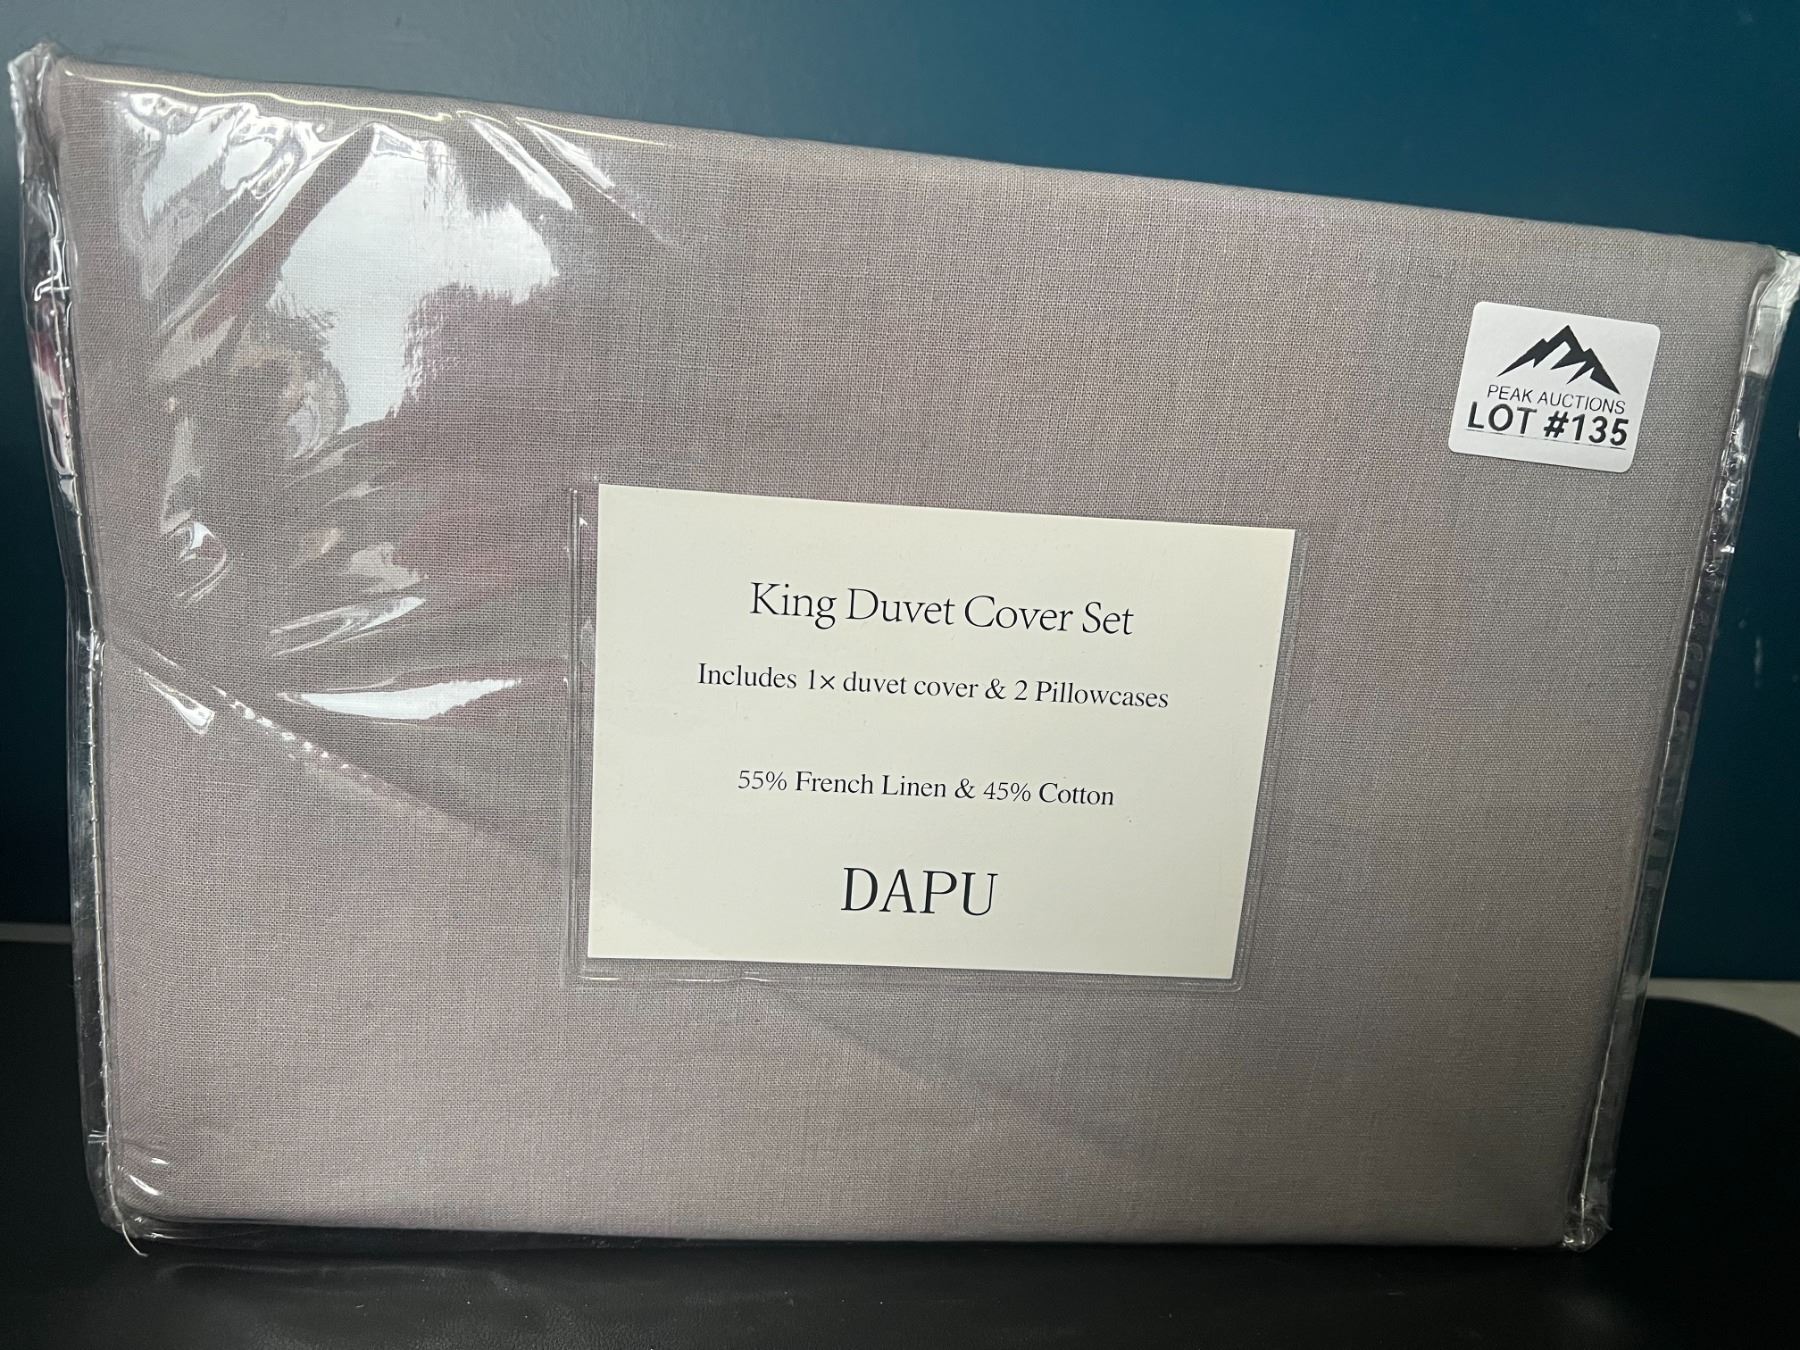 PEAK AUCTIONS
LOT #135
King Duvet Cover Set
Includes 1× duvet cover & 2 Pillowcases
55% French Linen & 45% Cotton
DAPU